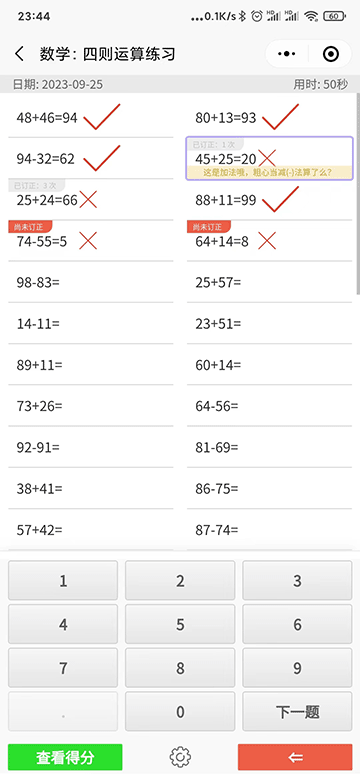 23:44
...0.1K/s HD HD 60
数学：四则运算练习
日期: 2023-09-25 用时: 50秒
48+46=94 80+13=93
94-32=62
已订正: 1 次
45+25=20
这是加法哦，粗心当减(-)法算了么?
已订正: 3 次
25+24=66 88+11=99
尚未订正 尚未订正
74-55=5 64+14=8
98-83= 25+57=
14-11= 23+51=
89+11= 60+14=
73+26= 64-56=
92-91= 81-69=
38+41= 86-75=
57+42= 87-74=
1 2 3
4 5 6
7 8 9
. 0 下一题
查看得分 ⇐